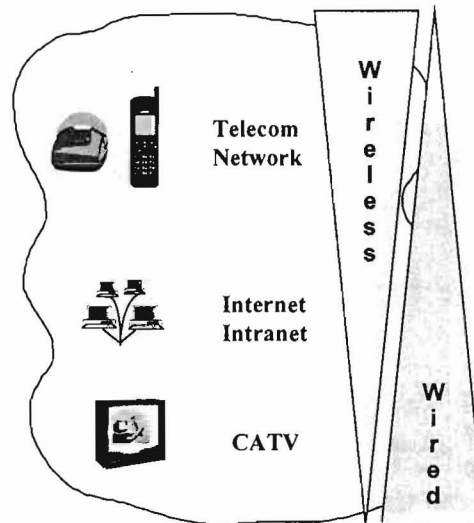 Telecom
Network
Internet
Intranet
CATV
Wireless
Wired